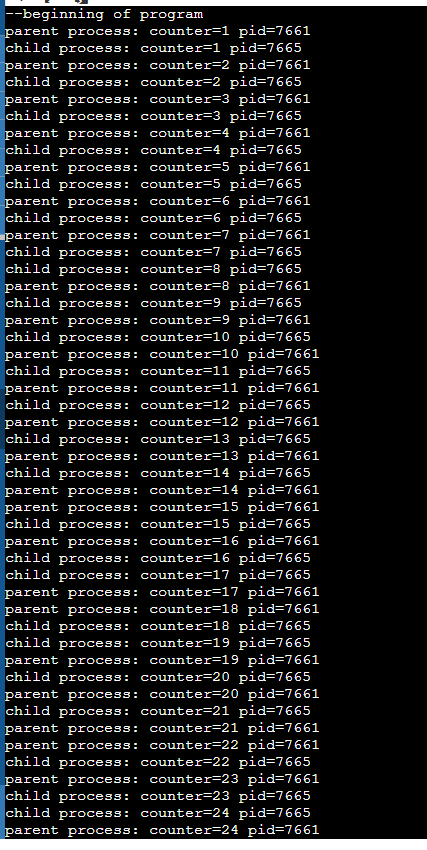 --beginning of program
parent process: counter=1 pid=7661
child process: counter=1 pid=7665
parent process: counter=2 pid=7661
child process: counter=2 pid=7665
parent process: counter=3 pid=7661
child process: counter=3 pid=7665
parent process: counter=4 pid=7661
child process: counter=4 pid=7665
parent process: counter=5 pid=7661
child process: counter=5 pid=7665
parent process: counter=6 pid=7661
child process: counter=6 pid=7665
parent process: counter=7 pid=7661
child process: counter=7 pid=7665
child process: counter=8 pid=7665
parent process: counter=8 pid=7661
child process: counter=9 pid=7665
parent process: counter=9 pid=7661
child process: counter=10 pid=7665
parent process: counter=10 pid=7661
child process: counter=11 pid=7665
parent process: counter=11 pid=7661
child process: counter=12 pid=7665
parent process: counter=12 pid=7661
child process: counter=13 pid=7665
parent process: counter=13 pid=7661
child process: counter=14 pid=7665
parent process: counter=14 pid=7661
parent process: counter=15 pid=7661
child process: counter=15 pid=7665
parent process: counter=16 pid=7661
child process: counter=16 pid=7665
child process: counter=17 pid=7665
parent process: counter=17 pid=7661
parent process: counter=18 pid=7661
child process: counter=18 pid=7665
child process: counter=19 pid=7665
parent process: counter=19 pid=7661
child process: counter=20 pid=7665
parent process: counter=20 pid=7661
child process: counter=21 pid=7665
parent process: counter=21 pid=7661
parent process: counter=22 pid=7661
child process: counter=22 pid=7665
parent process: counter=23 pid=7661
child process: counter=23 pid=7665
child process: counter=24 pid=7665
parent process: counter=24 pid=7661